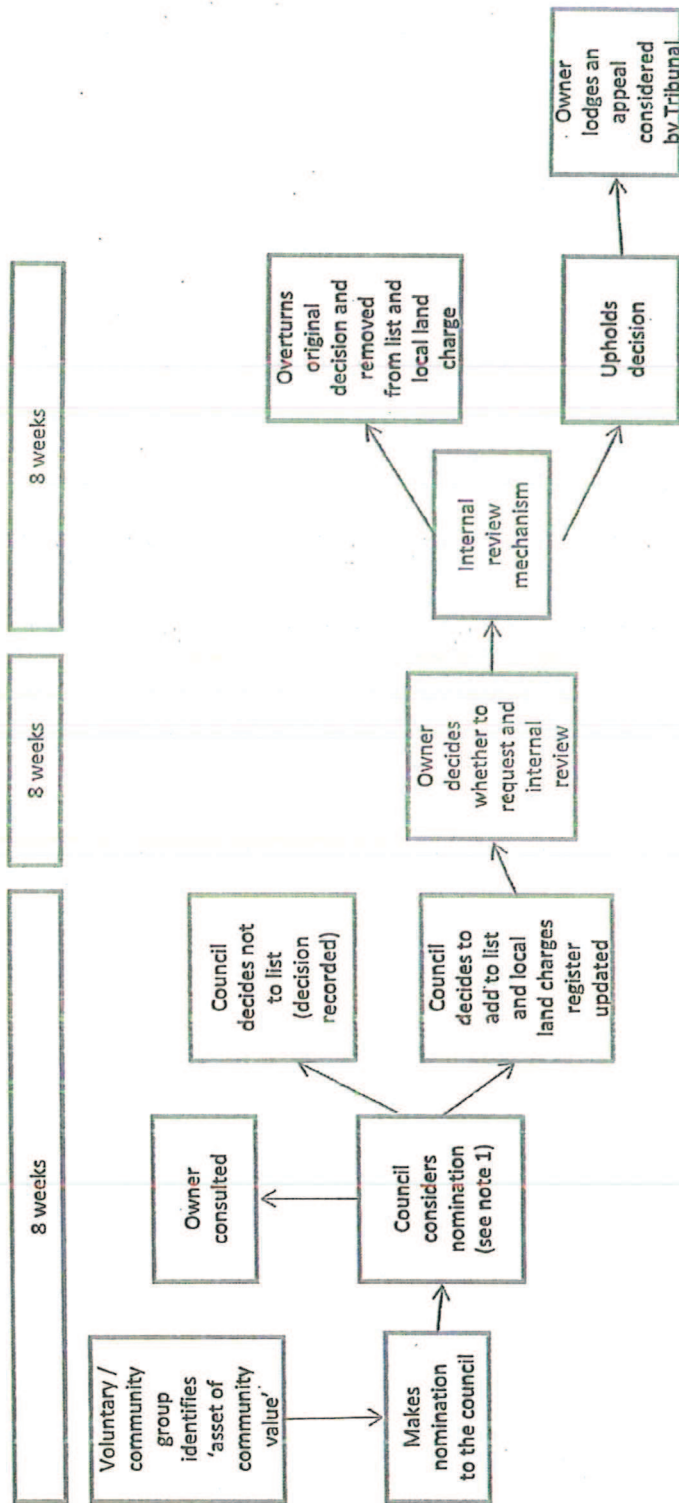 8 weeks
8 weeks
8 weeks
Voluntary /
community
group
identifies
'asset of
community
value'
Makes
nomination
to the council
Owner
consulted
Council
considers
nomination
(see note 1)
Council
decides not
to list
(decision
recorded)
Council
decides to
add to list
and local
land charges
register
updated
Owner
decides
whether to
request and
internal
review
Internal
review
mechanism
Overturns
original
decision and
removed
from list and
local land
charge
Upholds
decision
Owner
lodges an
appeal
considered
by Tribunal